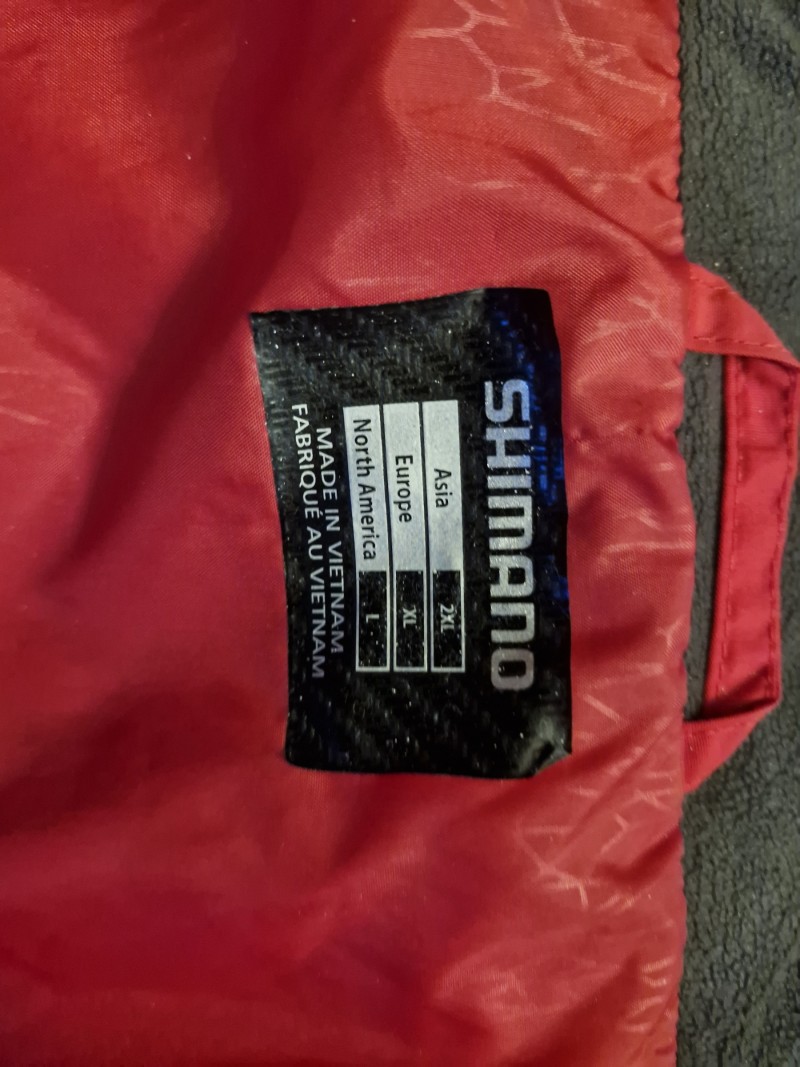 SHIMANO
Asia 2XL
Europe XL
North America L
MADE IN VIETNAM
FABRIQUÉ AU VIETNAM